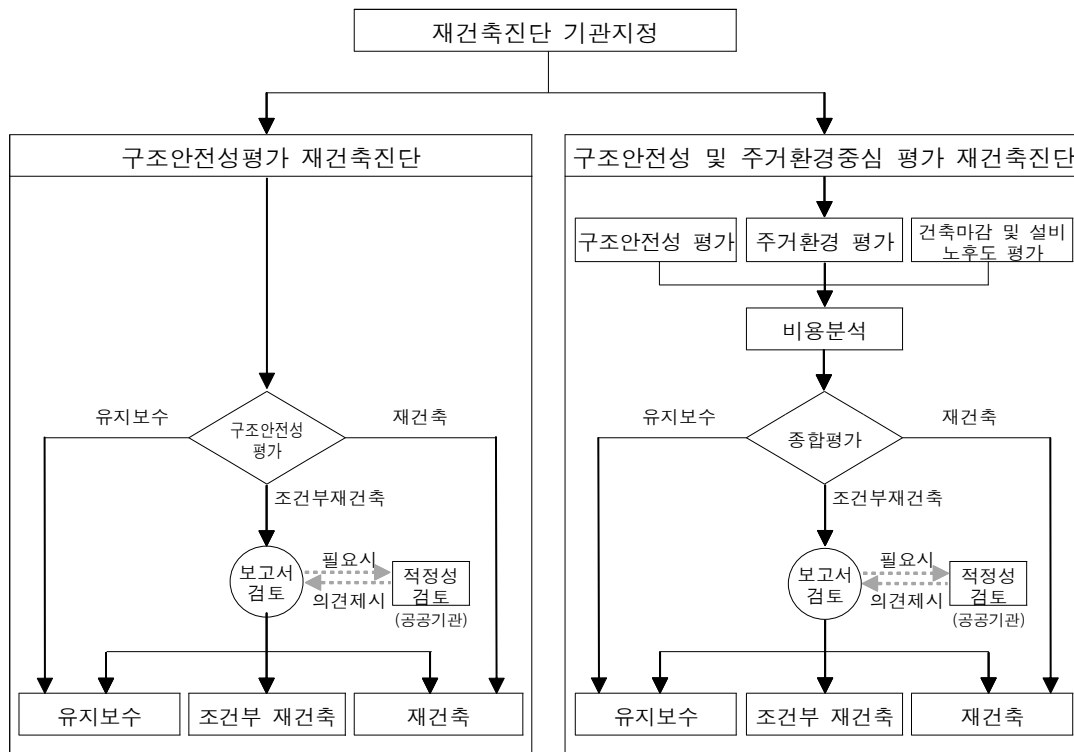 재건축진단 기관지정
구조안전성평가 재건축진단
유지보수
재건축
구조안전성
평가
조건부재건축
보고서
검토
필요시
의견제시
적정성
검토
(공공기관)
유지보수
조건부 재건축
재건축
구조안전성 및 주거환경중심 평가 재건축진단
구조안전성 평가
주거환경 평가
건축마감 및 설비
노후도 평가
비용분석
유지보수
재건축
종합평가
조건부재건축
보고서
검토
필요시
의견제시
적정성
검토
(공공기관)
유지보수
조건부 재건축
재건축